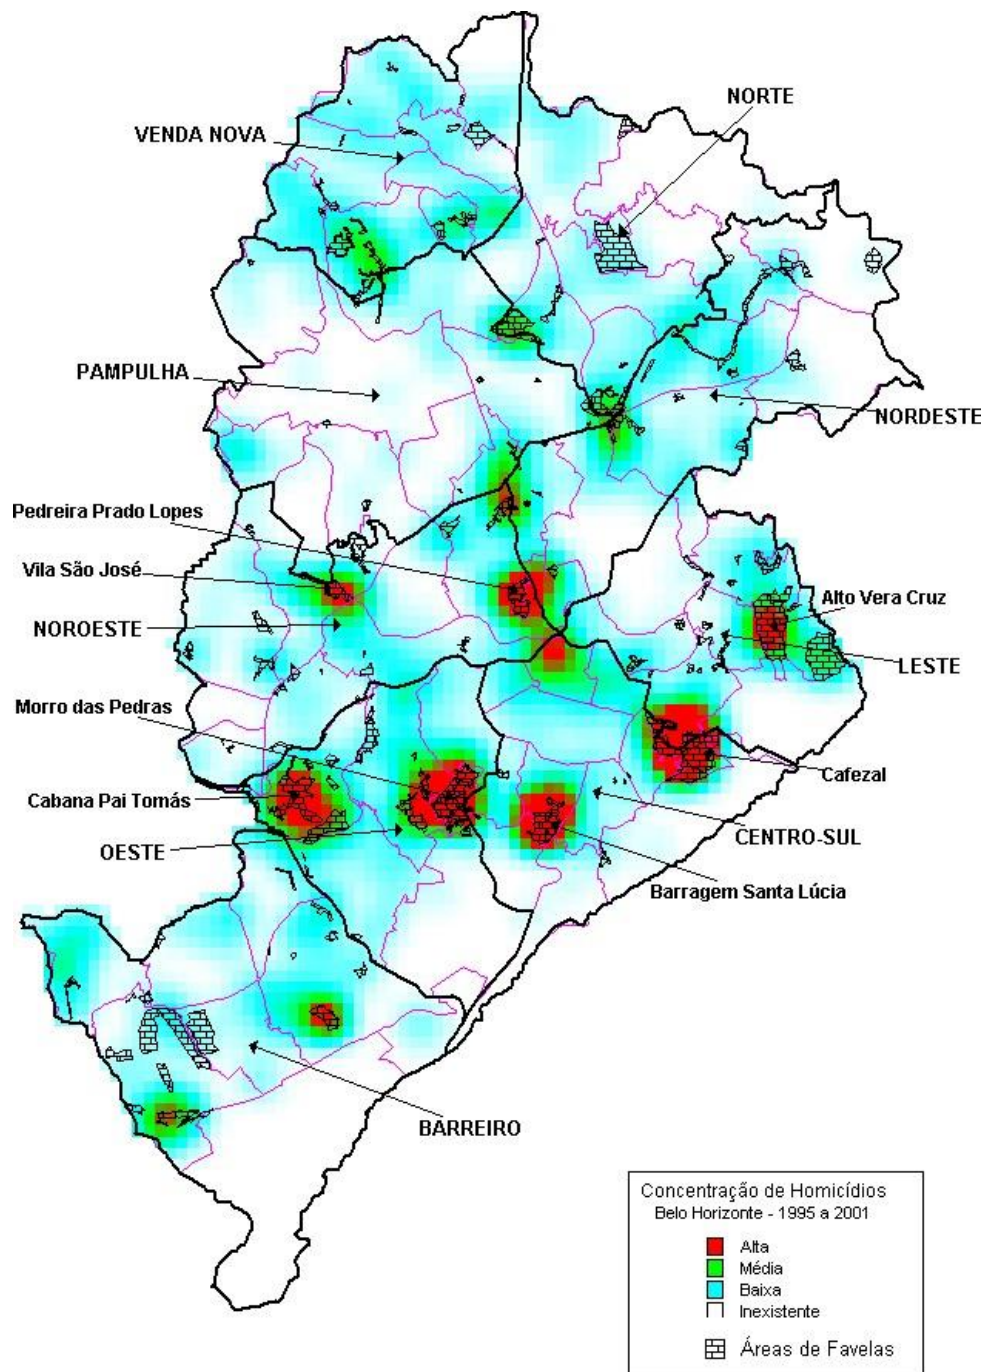 NORTE
VENDA NOVA
PAMPULHA
NORDESTE
Pedreira Prado Lopes
Vila São José
Alto Vera Cruz
NOROESTE
LESTE
Morro das Pedras
Cafezal
Cabana Pai Tomás
CENTRO-SUL
OESTE
Barragem Santa Lúcia
BARREIRO
Concentração de Homicídios
Belo Horizonte - 1995 a 2001
Alta
Média
Baixa
Inexistente
Áreas de Favelas